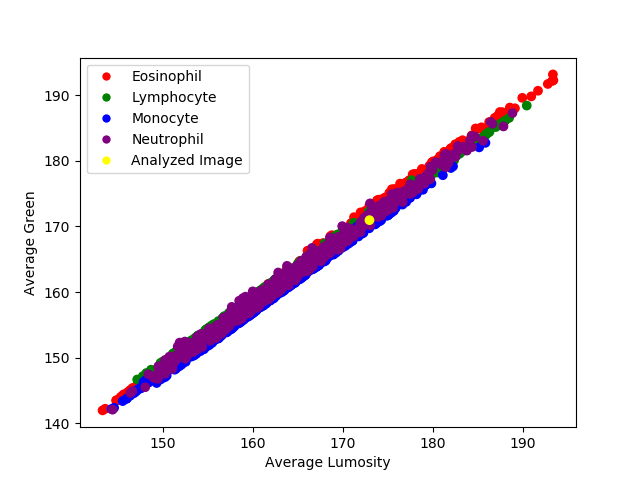 Eosinophil
Lymphocyte
Monocyte
Neutrophil
Analyzed Image
Average Green
190
180
170
160
150
140
150 160 170 180 190
Average Lumosity